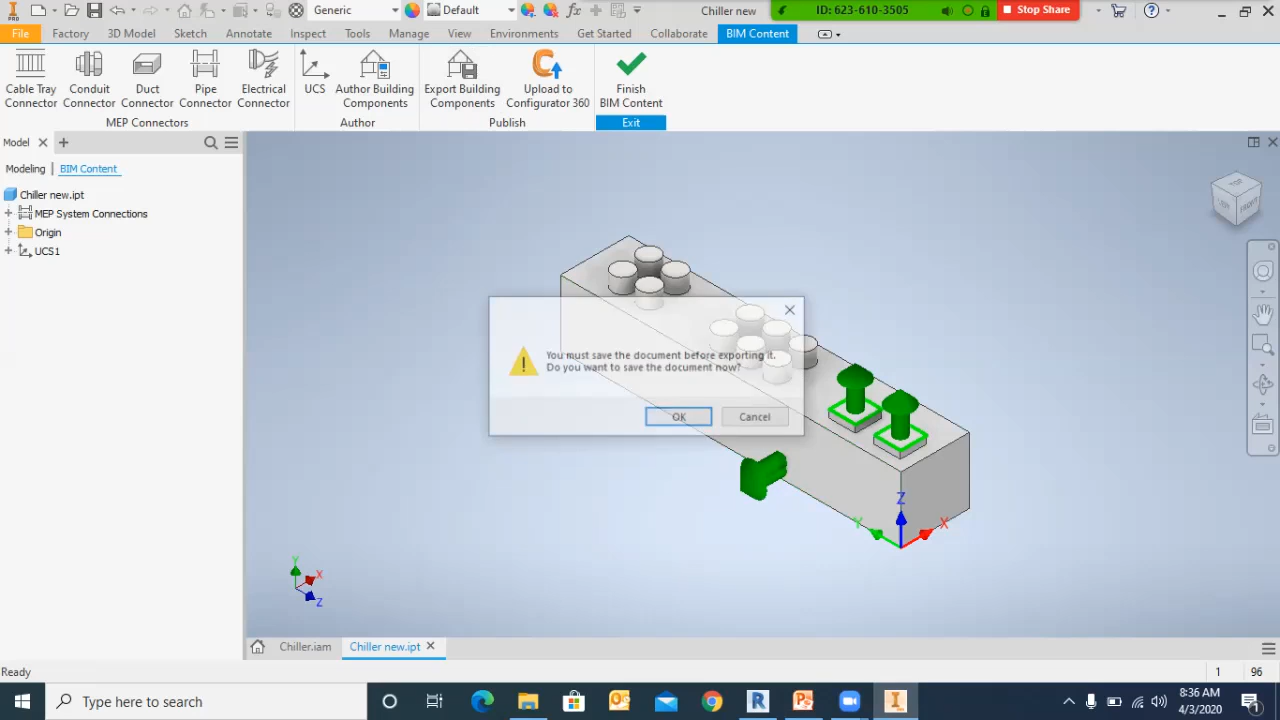 Generic
Default
Chiller new
ID: 623-610-3505
Stop Share
File
Factory
3D Model
Sketch
Annotate
Inspect
Tools
Manage
View
Environments
Get Started
Collaborate
BIM Content
Cable Tray
Connector
Conduit
Connector
Duct
Connector
Pipe
Connector
Electrical
Connector
UCS
Author Building
Components
Export Building
Components
Upload to
Configurator 360
Finish
BIM Content
MEP Connectors
Author
Publish
Exit
Model
Modeling
BIM Content
Chiller new.ipt
MEP System Connections
Origin
UCS1
TOP
FRONT
You must save the document before exporting it.
Do you want to save the document now?
OK
Cancel
Z
Y
X
Y
X
Z
Chiller.iam
Chiller new.ipt
Ready
1
96
Type here to search
8:36 AM
4/3/2020